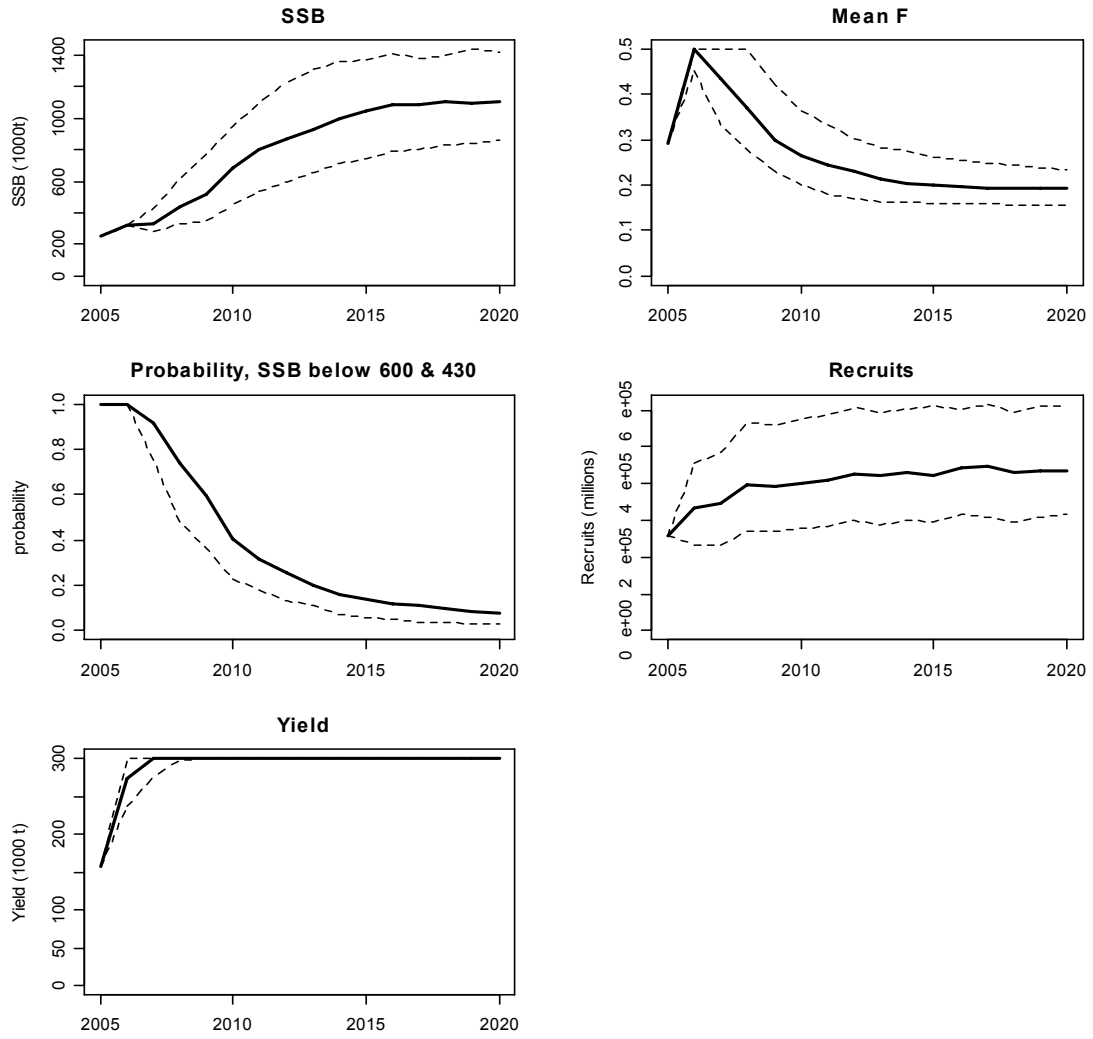 SSB
SSB (1000t)
1400
1000
600
200
0
2005 2010 2015 2020
Mean F
0.5
0.4
0.3
0.2
0.1
0.0
2005 2010 2015 2020
Probability, SSB below 600 & 430
probability
1.0
0.8
0.6
0.4
0.2
0.0
2005 2010 2015 2020
Recruits
Recruits (millions)
6 e+05
4 e+05
2 e+05
0 e+00
2005 2010 2015 2020
Yield
Yield (1000 t)
300
200
100
50
0
2005 2010 2015 2020